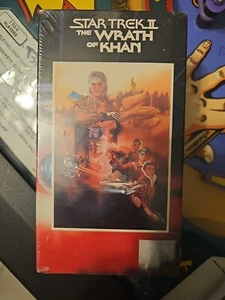 STAR TREK II
THE WRATH
OF KHAN